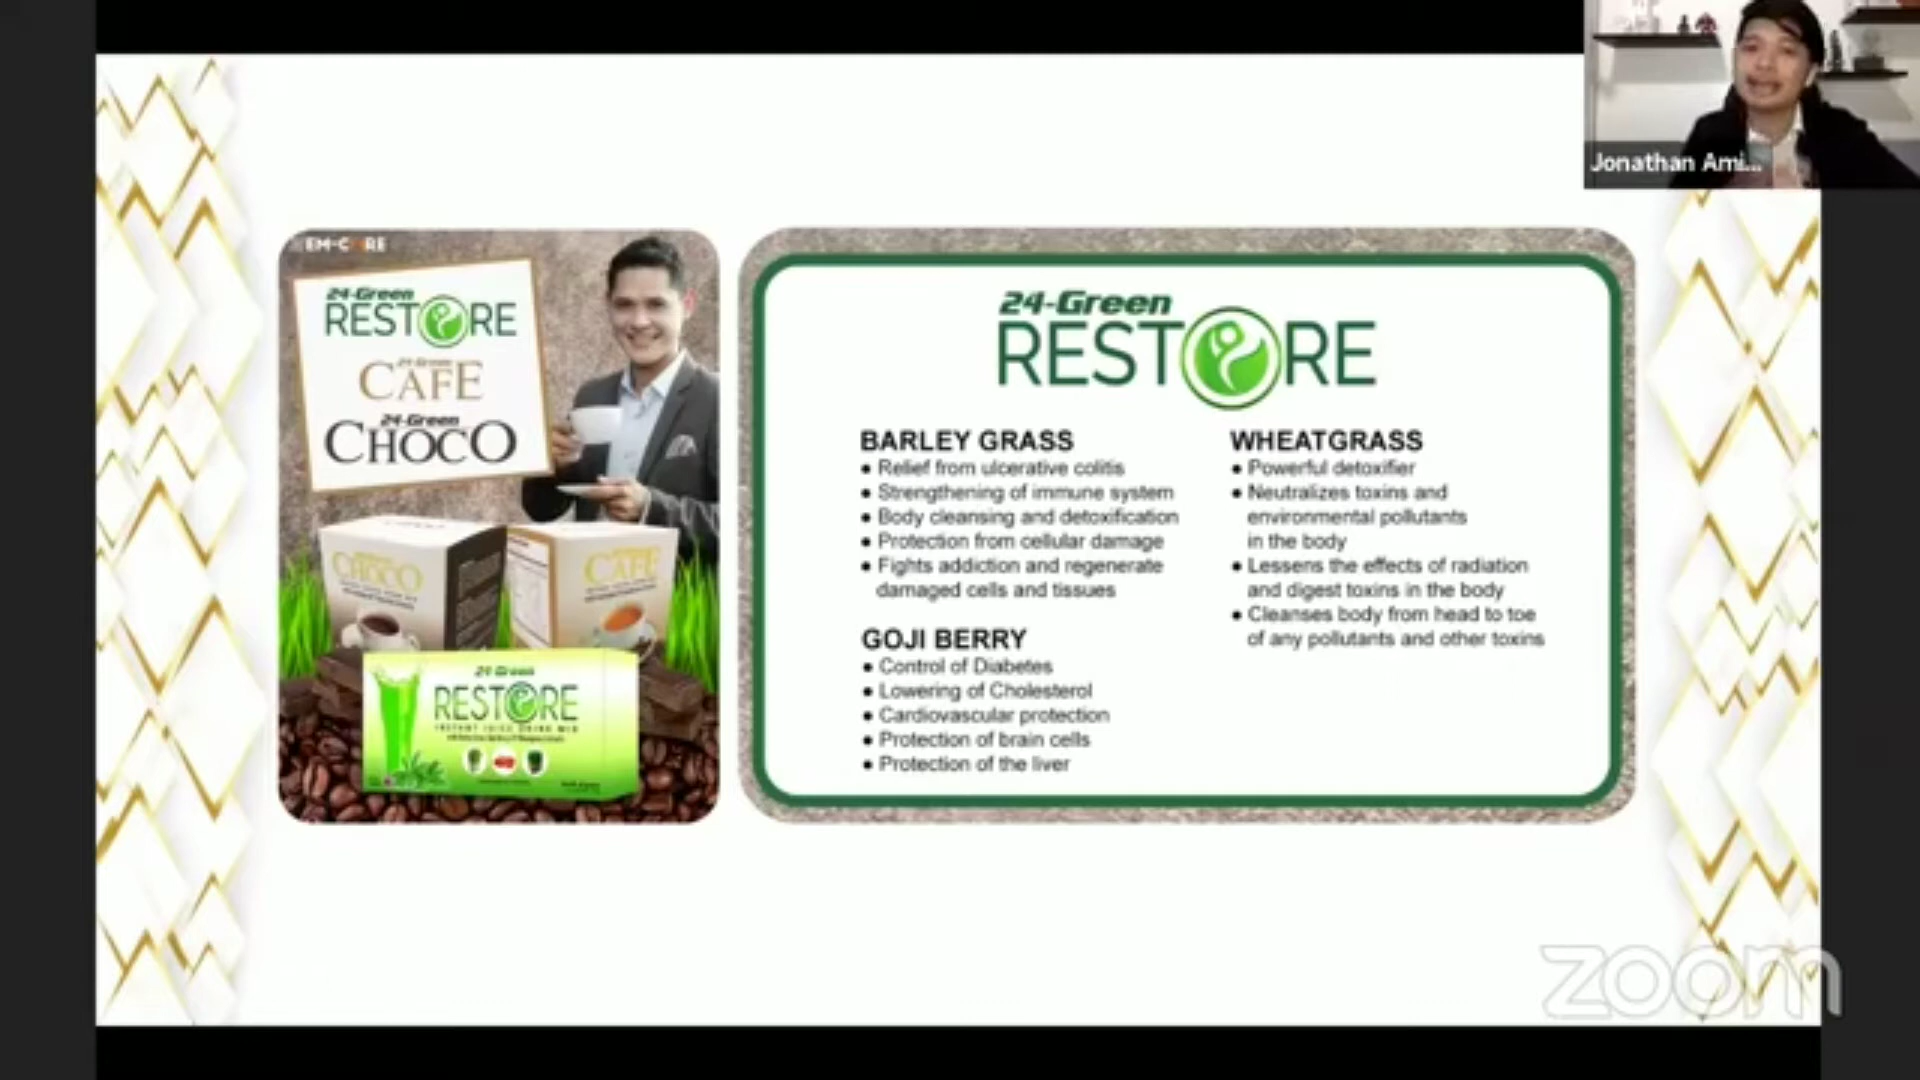 Jonathan Ami...
EM-CORE
24-Green
RESTORE
24-Green
CAFE
24-Green
CHOCO
CHOCO
CAFE
24-Green
RESTORE
INSTANT JUICE DRINK MIX
24-Green
RESTORE
BARLEY GRASS
● Relief from ulcerative colitis
● Strengthening of immune system
● Body cleansing and detoxification
● Protection from cellular damage
● Fights addiction and regenerate
damaged cells and tissues
GOJI BERRY
● Control of Diabetes
● Lowering of Cholesterol
● Cardiovascular protection
● Protection of brain cells
● Protection of the liver
WHEATGRASS
● Powerful detoxifier
● Neutralizes toxins and
environmental pollutants
in the body
● Lessens the effects of radiation
and digest toxins in the body
● Cleanses body from head to toe
of any pollutants and other toxins
zoom